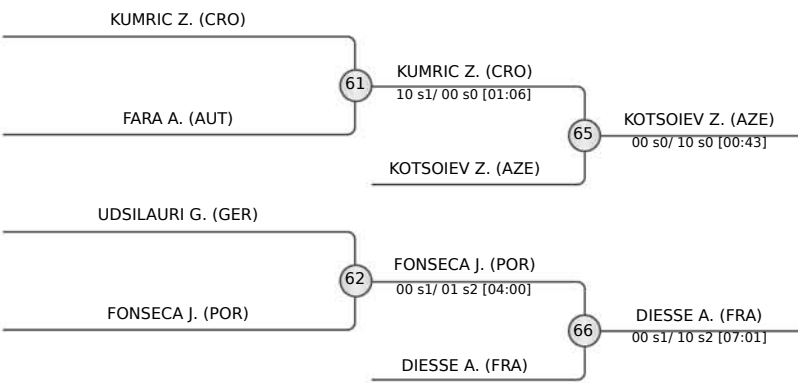 KUMRIC Z. (CRO)
61
KUMRIC Z. (CRO)
10 s1/ 00 s0 [01:06]
FARA A. (AUT)
65
KOTSOIEV Z. (AZE)
00 s0/ 10 s0 [00:43]
KOTSOIEV Z. (AZE)
UDSILAURI G. (GER)
62
FONSECA J. (POR)
00 s1/ 01 s2 [04:00]
FONSECA J. (POR)
66
DIESSE A. (FRA)
00 s1/ 10 s2 [07:01]
DIESSE A. (FRA)